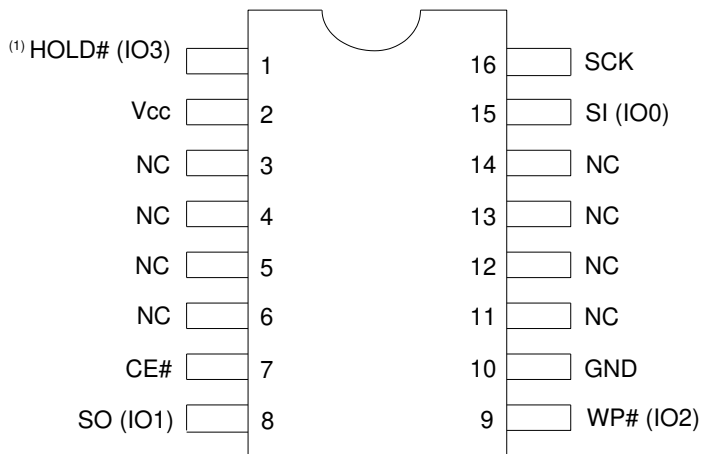 (1) HOLD# (IO3) 1 16 SCK
Vcc 2 15 SI (IO0)
NC 3 14 NC
NC 4 13 NC
NC 5 12 NC
NC 6 11 NC
CE# 7 10 GND
SO (IO1) 8 9 WP# (IO2)